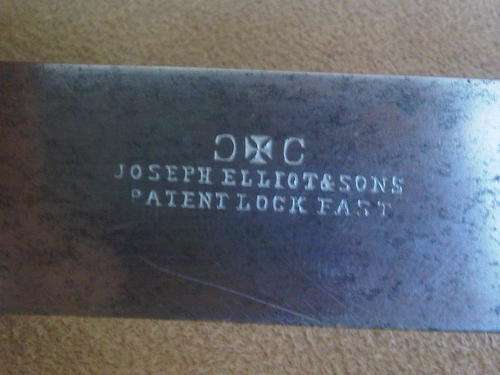 Ɔ ✠ C
JOSEPH ELLIOT & SONS
PATENT LOCK FAST